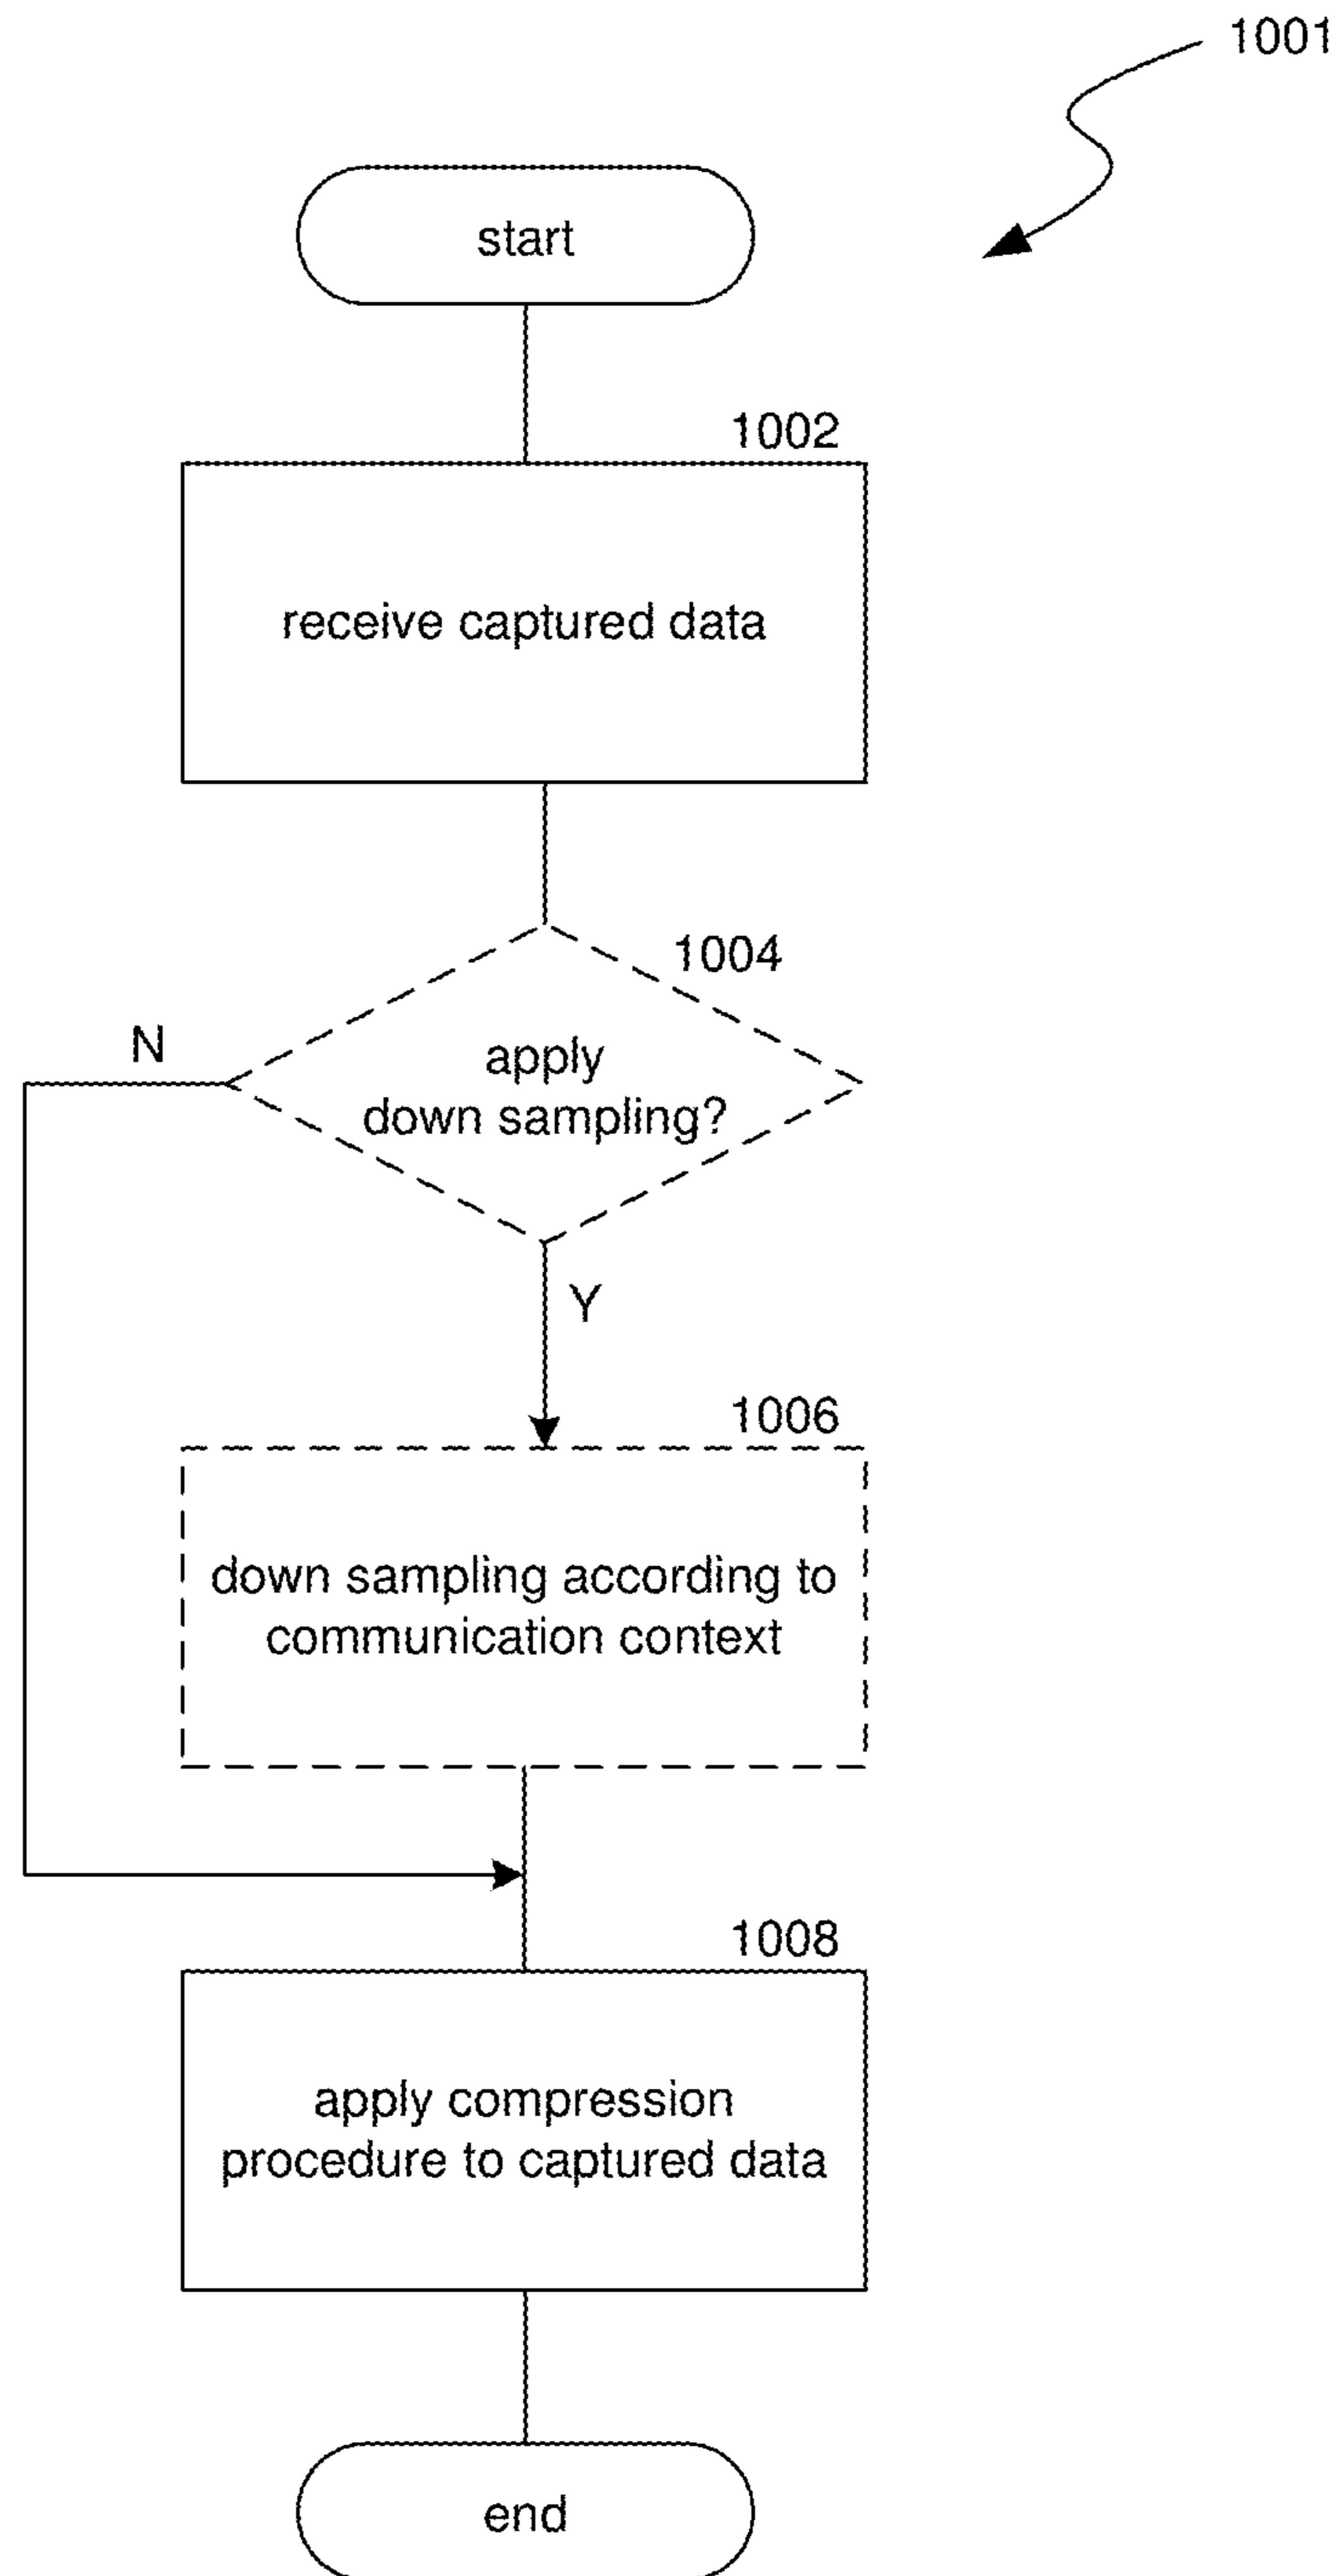 1001
start
1002
receive captured data
1004
N
apply
down sampling?
Y
1006
down sampling according to
communication context
1008
apply compression
procedure to captured data
end